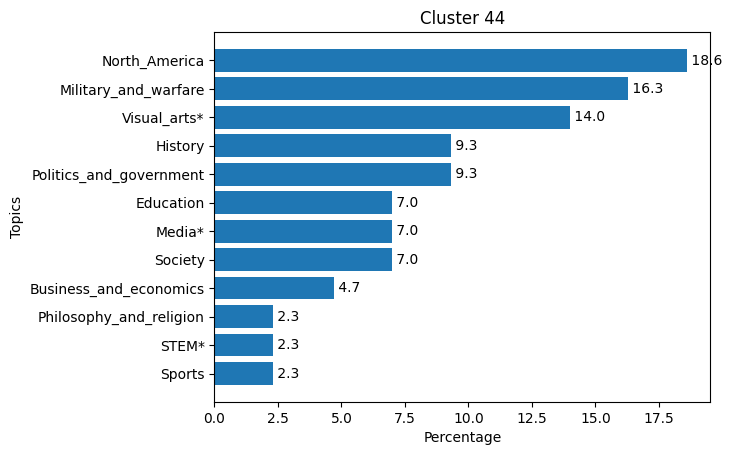 Cluster 44
Topics
North_America 18.6
Military_and_warfare 16.3
Visual_arts* 14.0
History 9.3
Politics_and_government 9.3
Education 7.0
Media* 7.0
Society 7.0
Business_and_economics 4.7
Philosophy_and_religion 2.3
STEM* 2.3
Sports 2.3
0.0 2.5 5.0 7.5 10.0 12.5 15.0 17.5
Percentage